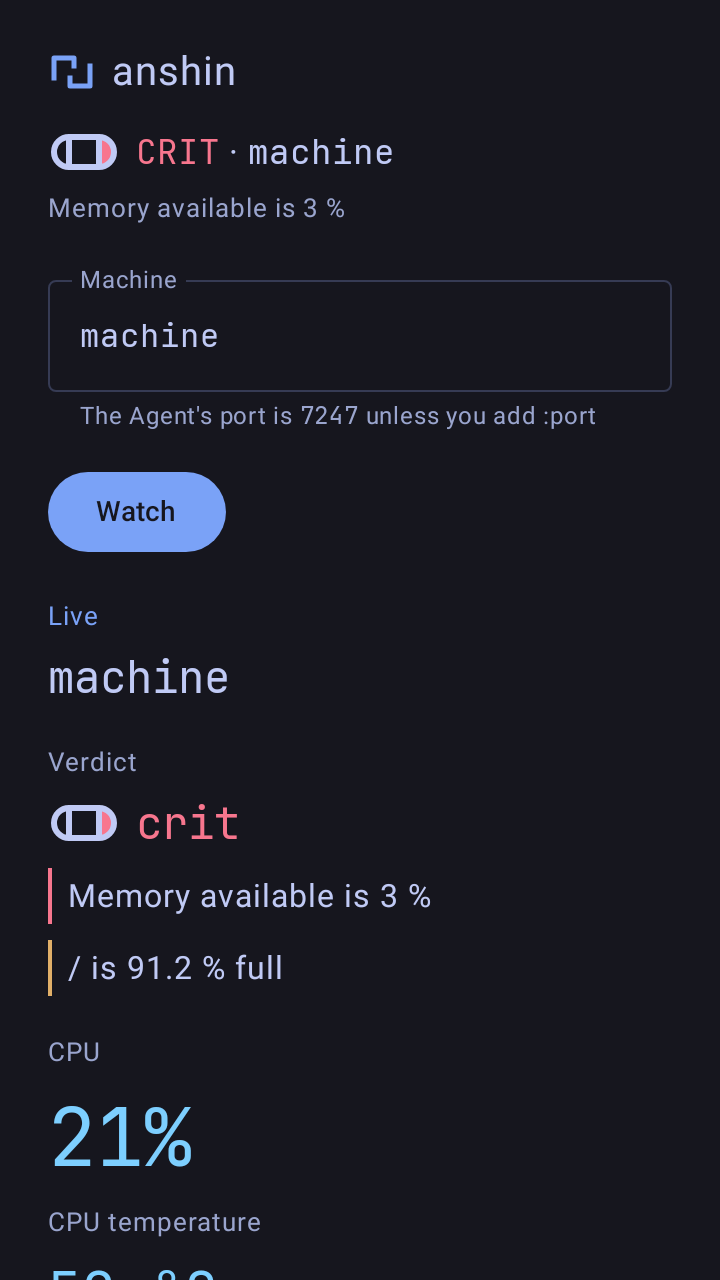 anshin
CRIT · machine
Memory available is 3 %
Machine
machine
The Agent's port is 7247 unless you add :port
Watch
Live
machine
Verdict
crit
Memory available is 3 %
/ is 91.2 % full
CPU
21%
CPU temperature